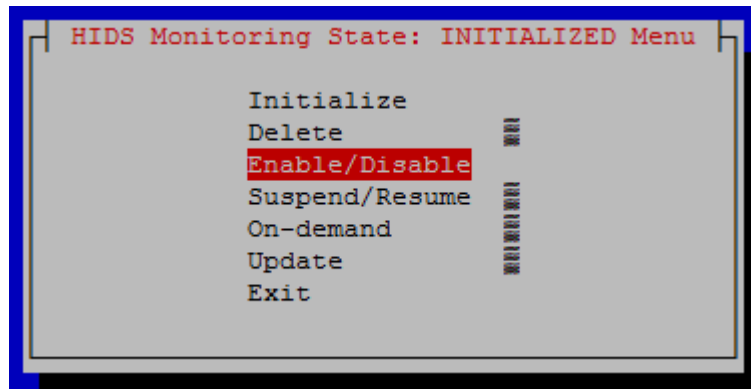 HIDS Monitoring State: INITIALIZED Menu
Initialize
Delete
Enable/Disable
Suspend/Resume
On-demand
Update
Exit